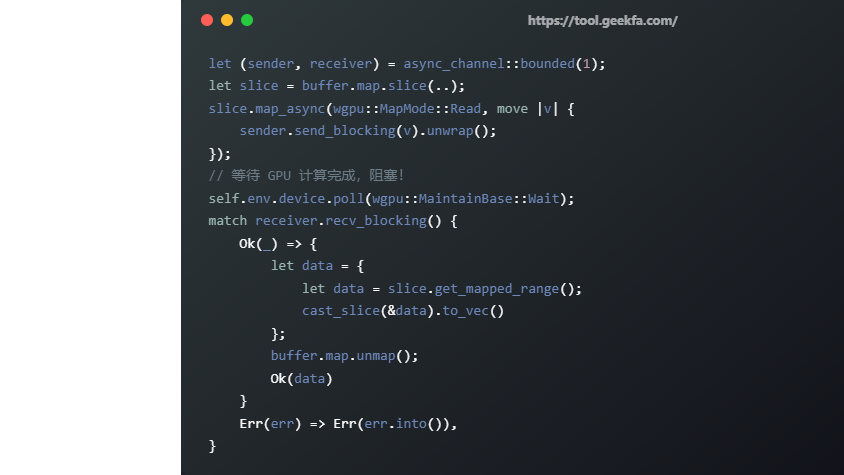 https://tool.geekfa.com/
let (sender, receiver) = async_channel::bounded(1);
let slice = buffer.map.slice(..);
slice.map_async(wgpu::MapMode::Read, move |v| {
    sender.send_blocking(v).unwrap();
});
// 等待 GPU 计算完成，阻塞！
self.env.device.poll(wgpu::MaintainBase::Wait);
match receiver.recv_blocking() {
    Ok(_) => {
        let data = {
            let data = slice.get_mapped_range();
            cast_slice(&data).to_vec()
        };
        buffer.map.unmap();
        Ok(data)
    }
    Err(err) => Err(err.into()),
}